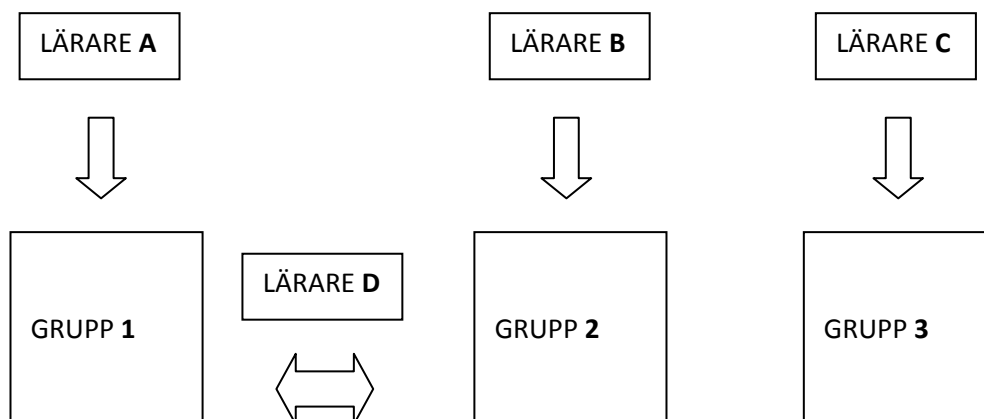 LÄRARE A
LÄRARE B
LÄRARE C
LÄRARE D
GRUPP 1
GRUPP 2
GRUPP 3